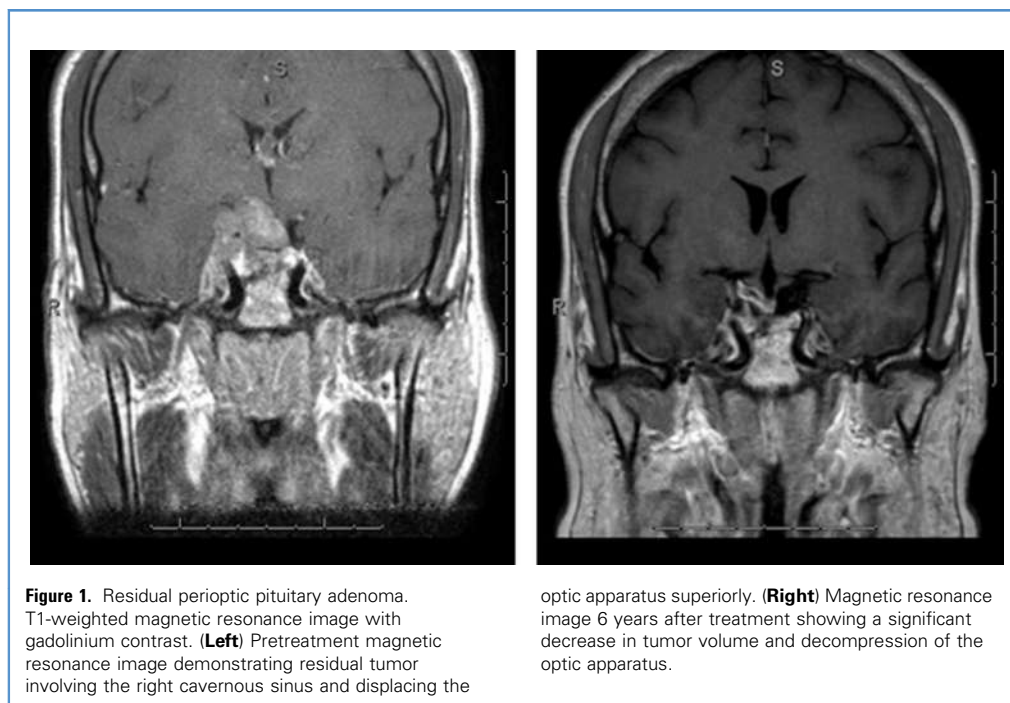 S
R
S
R
Figure 1. Residual perioptic pituitary adenoma.
T1-weighted magnetic resonance image with
gadolinium contrast. (Left) Pretreatment magnetic
resonance image demonstrating residual tumor
involving the right cavernous sinus and displacing the
optic apparatus superiorly. (Right) Magnetic resonance
image 6 years after treatment showing a significant
decrease in tumor volume and decompression of the
optic apparatus.